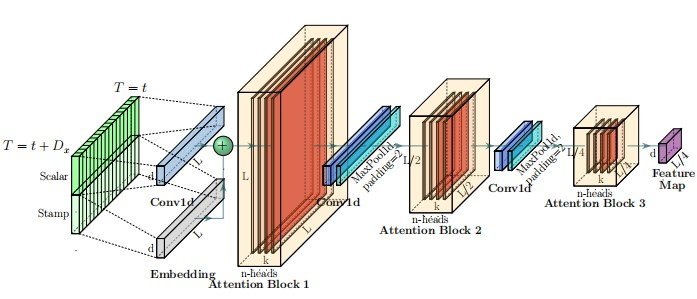 T = t
T = t + Dₓ
Scalar
Stamp
d
L
Conv1d
d
L
Embedding
L
L
k
n-heads
Attention Block 1
Conv1d
MaxPool1d,
padding=2
L/2
L/2
k
n-heads
Attention Block 2
Conv1d
MaxPool1d,
padding=2
L/4
L/4
k
n-heads
Attention Block 3
d
L/4
Feature
Map